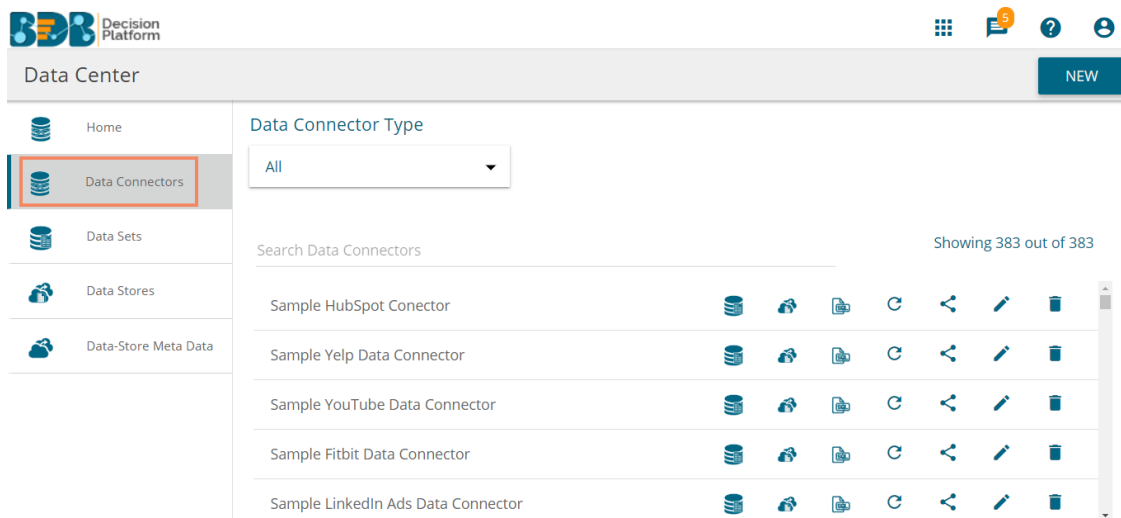 BDB Decision
Platform
5
?
Data Center
NEW
Home
Data Connectors
Data Sets
Data Stores
Data-Store Meta Data
Data Connector Type
All
Search Data Connectors
Showing 383 out of 383
Sample HubSpot Conector
Sample Yelp Data Connector
Sample YouTube Data Connector
Sample Fitbit Data Connector
Sample LinkedIn Ads Data Connector